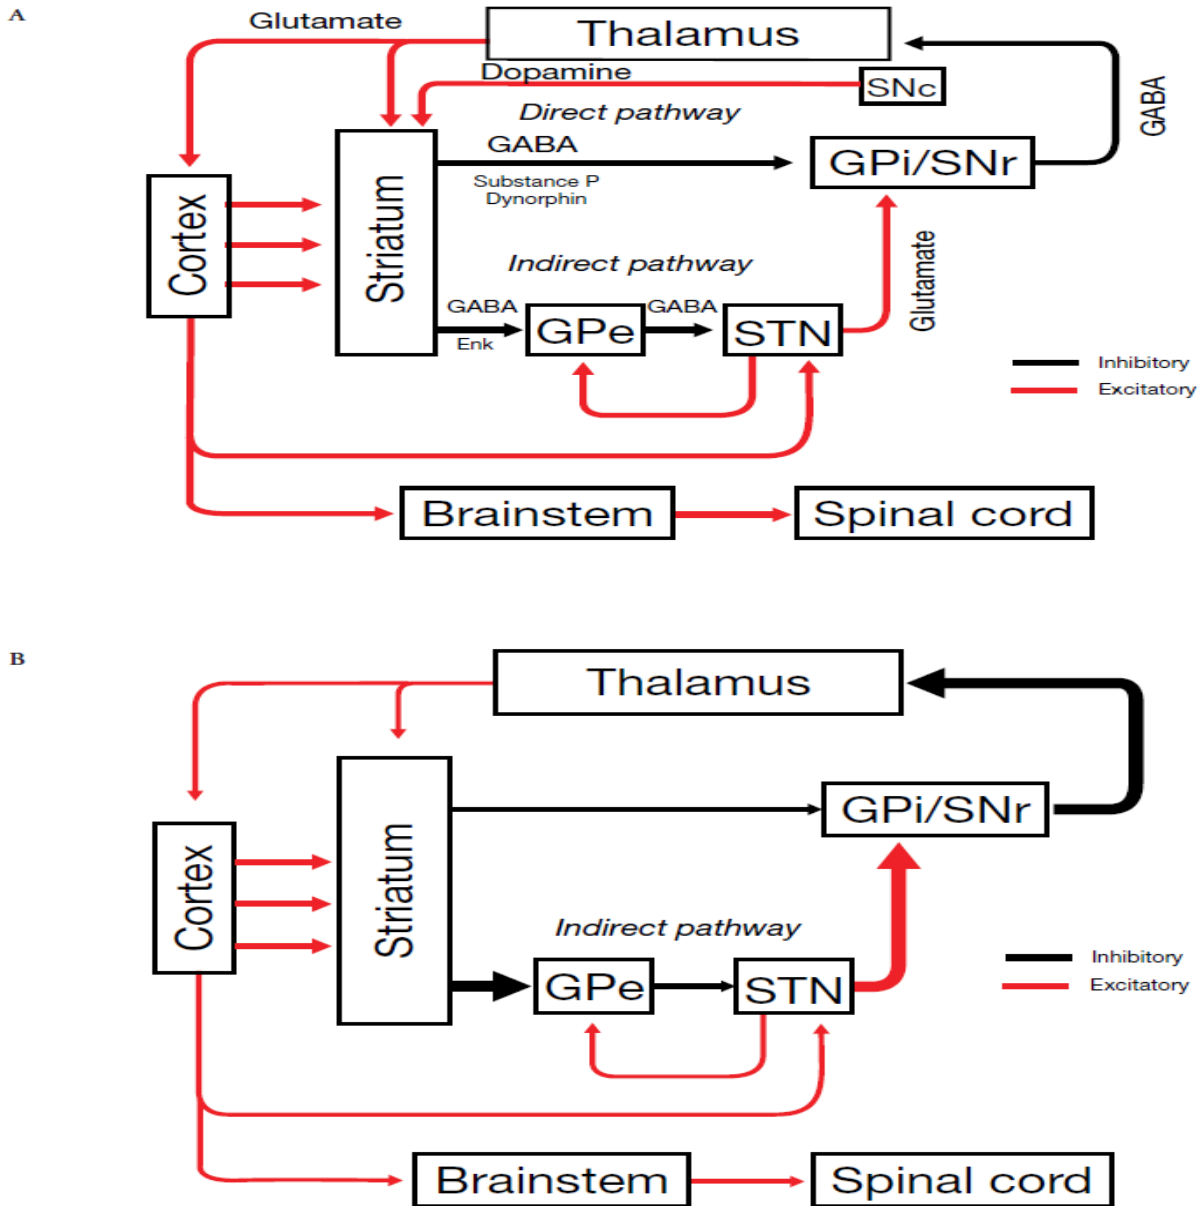 A
Glutamate
Thalamus
Dopamine
SNc
Direct pathway
GABA
GABA
GPi/SNr
Substance P
Dynorphin
Cortex
Striatum
Indirect pathway
Glutamate
GABA
GABA
GPe
STN
Enk
Inhibitory
Excitatory
Brainstem
Spinal cord
B
Thalamus
GPi/SNr
Cortex
Striatum
Indirect pathway
Inhibitory
GPe
STN
Excitatory
Brainstem
Spinal cord